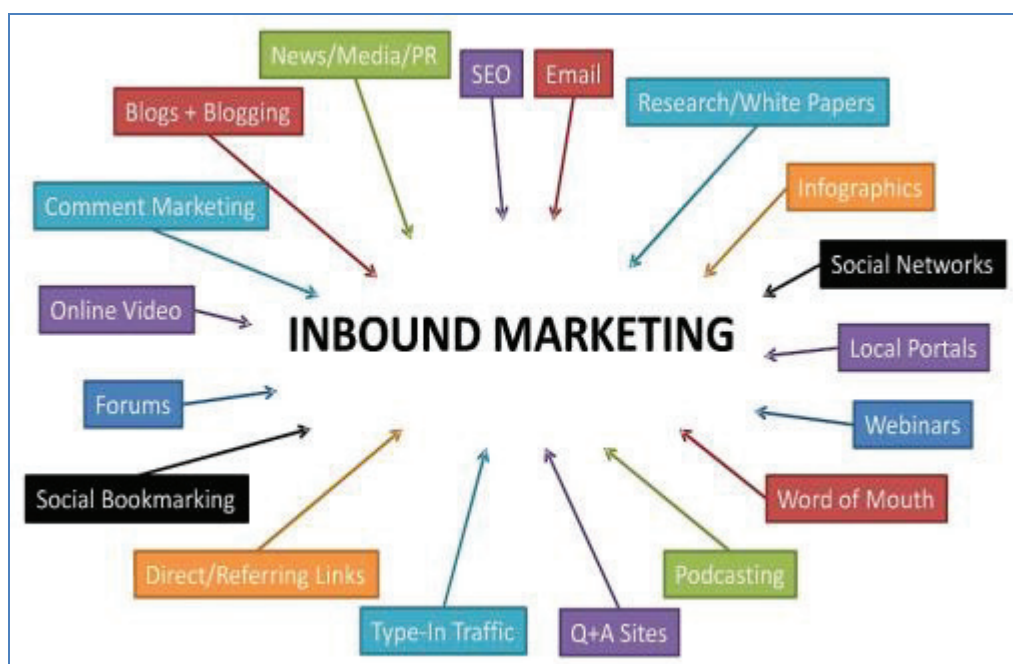 News/Media/PR
SEO
Email
Research/White Papers
Blogs + Blogging
Infographics
Comment Marketing
Social Networks
Online Video
INBOUND MARKETING
Local Portals
Forums
Webinars
Social Bookmarking
Word of Mouth
Direct/Referring Links
Podcasting
Type-In Traffic
Q+A Sites